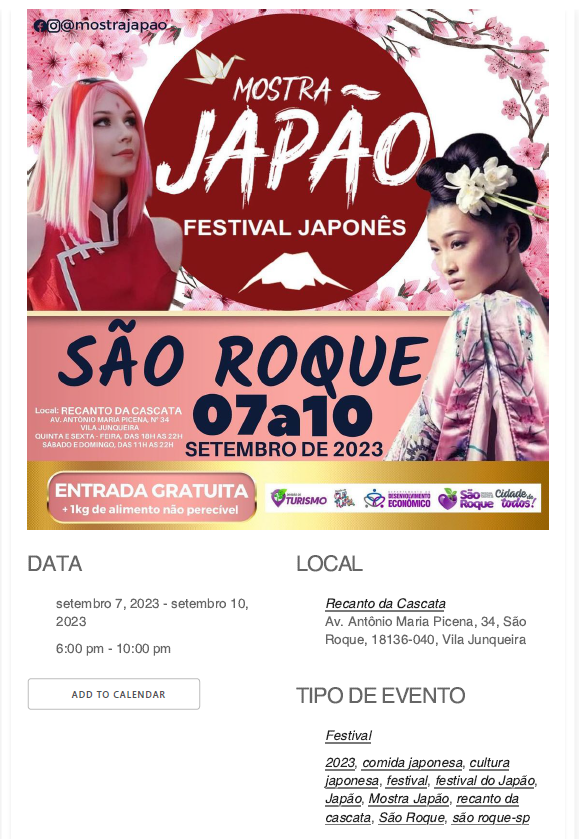 @mostrajapao
MOSTRA
JAPÃO
FESTIVAL JAPONÊS
SÃO ROQUE
07a10
SETEMBRO DE 2023
Local: RECANTO DA CASCATA
AV. ANTÔNIO MARIA PICENA, Nº 34
VILA JUNQUEIRA
QUINTA E SEXTA - FEIRA, DAS 18H AS 22H
SÁBADO E DOMINGO, DAS 11H AS 22H
ENTRADA GRATUITA
+ 1kg de alimento não perecível
TURISMO
DESENVOLVIMENTO
ECONÔMICO
São
Roque
Cidade de
todos!
DATA
setembro 7, 2023 - setembro 10,
2023
6:00 pm - 10:00 pm
ADD TO CALENDAR
LOCAL
Recanto da Cascata
Av. Antônio Maria Picena, 34, São
Roque, 18136-040, Vila Junqueira
TIPO DE EVENTO
Festival
2023, comida japonesa, cultura
japonesa, festival, festival do Japão,
Japão, Mostra Japão, recanto da
cascata, São Roque, são roque-sp